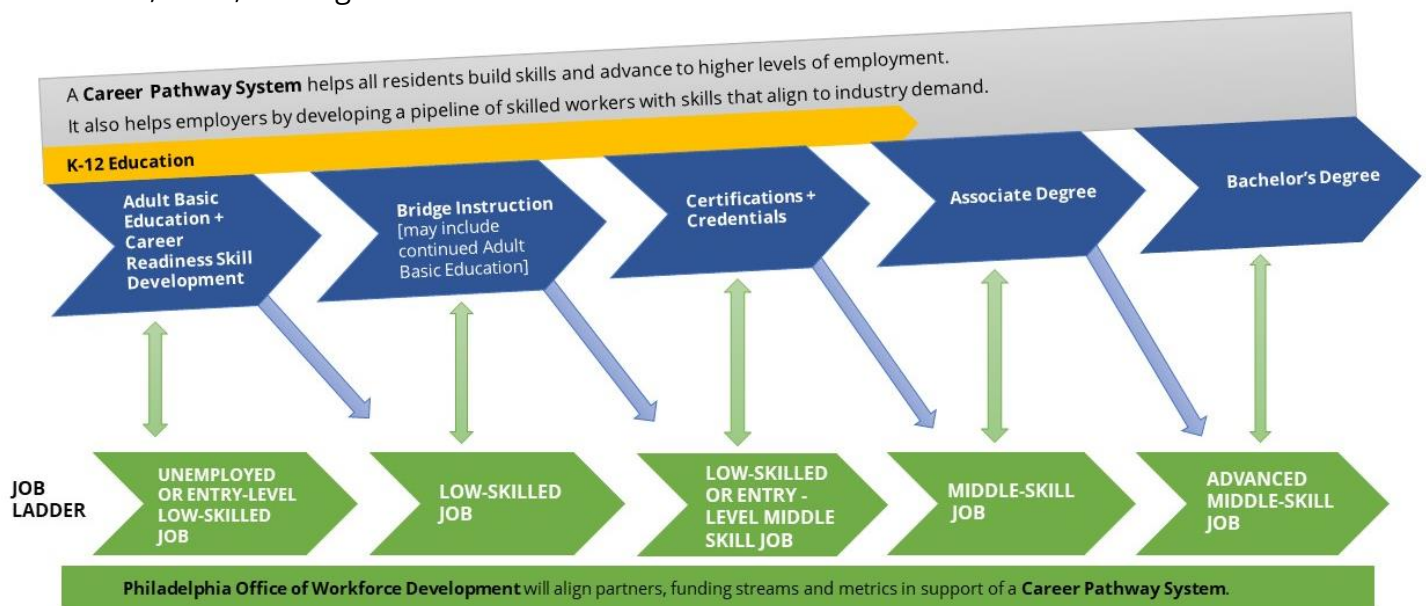 A Career Pathway System helps all residents build skills and advance to higher levels of employment.
It also helps employers by developing a pipeline of skilled workers with skills that align to industry demand.
K-12 Education
Adult Basic
Education +
Career
Readiness Skill
Development
Bridge Instruction
[may include
continued Adult
Basic Education]
Certifications +
Credentials
Associate Degree
Bachelor's Degree
JOB
LADDER
UNEMPLOYED
OR ENTRY-LEVEL
LOW-SKILLED
JOB
LOW-SKILLED
JOB
LOW-SKILLED
OR ENTRY -
LEVEL MIDDLE
SKILL JOB
MIDDLE-SKILL
JOB
ADVANCED
MIDDLE-SKILL
JOB
Philadelphia Office of Workforce Development will align partners, funding streams and metrics in support of a Career Pathway System.